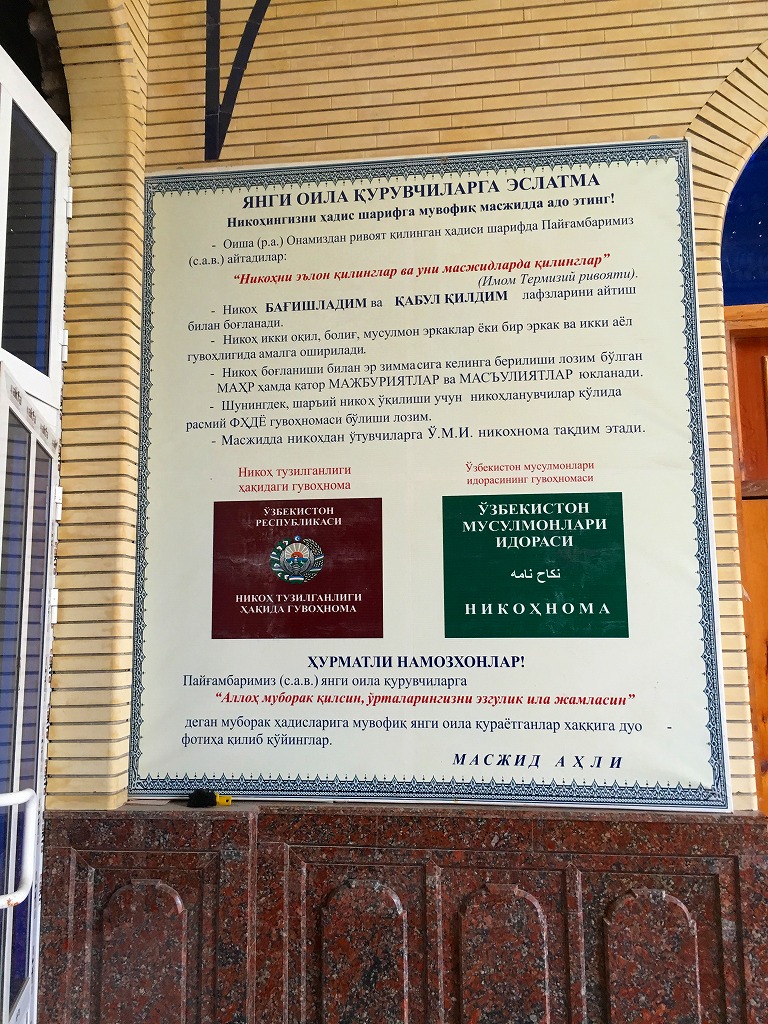 ЯНГИ ОИЛА ҚУРУВЧИЛАРГА ЭСЛАТМА
Никоҳингизни ҳадис шарифга мувофиқ масжидда адо этинг!
- Оиша (р.а.) Онамиздан ривоят қилинган ҳадиси шарифда Пайғамбаримиз
(с.а.в.) айтадилар:
“Никоҳни эълон қилинглар ва уни масжидларда қилинглар”
(Имом Термизий ривояти).
- Никоҳ БАҒИШЛАДИМ ва ҚАБУЛ ҚИЛДИМ лафзларини айтиш
билан боғланади.
- Никоҳ икки оқил, болиғ, мусулмон эркаклар ёки бир эркак ва икки аёл
гувоҳлигида амалга оширилади.
- Никоҳ боғланиши билан эр зиммасига келинга берилиши лозим бўлган
МАҲР ҳамда қатор МАЖБУРИЯТЛАР ва МАСЪУЛИЯТЛАР юкланади.
- Шунингдек, шаръий никоҳ ўқилиши учун никоҳланувчилар қўлида
расмий ФҲДЁ гувоҳномаси бўлиши лозим.
- Масжидда никоҳдан ўтувчиларга Ў.М.И. никоҳнома тақдим этади.
Никоҳ тузилганлиги
ҳақидаги гувоҳнома
ЎЗБЕКИСТОН
РЕСПУБЛИКАСИ
НИКОҲ ТУЗИЛГАНЛИГИ
ҲАҚИДА ГУВОҲНОМА
Ўзбекистон мусулмонлари
идорасининг гувоҳномаси
ЎЗБЕКИСТОН
МУСУЛМОНЛАРИ
ИДОРАСИ
نكاح نامه
НИКОҲНОМА
ҲУРМАТЛИ НАМОЗХОНЛАР!
Пайғамбаримиз (с.а.в.) янги оила қурувчиларга
“Аллоҳ муборак қилсин, ўрталарингизни эзгулик ила жамласин”
деган муборак ҳадисларига мувофиқ янги оила қураётганлар ҳаққига дуо -
фотиҳа қилиб қўйинглар.
МАСЖИД АҲЛИ